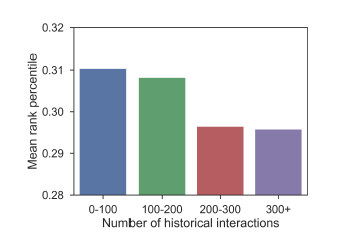 0.32
0.31
0.30
0.29
0.28
Mean rank percentile
0-100 100-200 200-300 300+
Number of historical interactions